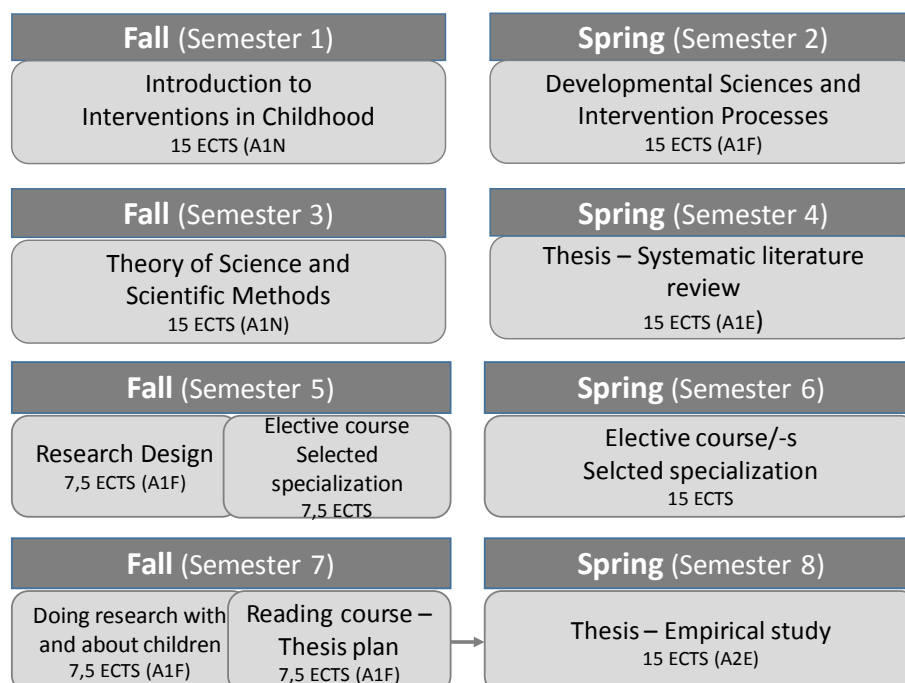 Fall (Semester 1)
Introduction to
Interventions in Childhood
15 ECTS (A1N
Spring (Semester 2)
Developmental Sciences and
Intervention Processes
15 ECTS (A1F)
Fall (Semester 3)
Theory of Science and
Scientific Methods
15 ECTS (A1N)
Spring (Semester 4)
Thesis – Systematic literature
review
15 ECTS (A1E)
Fall (Semester 5)
Research Design
7,5 ECTS (A1F)
Elective course
Selected
specialization
7,5 ECTS
Spring (Semester 6)
Elective course/-s
Selcted specialization
15 ECTS
Fall (Semester 7)
Doing research with
and about children
7,5 ECTS (A1F)
Reading course –
Thesis plan
7,5 ECTS (A1F)
Spring (Semester 8)
Thesis – Empirical study
15 ECTS (A2E)